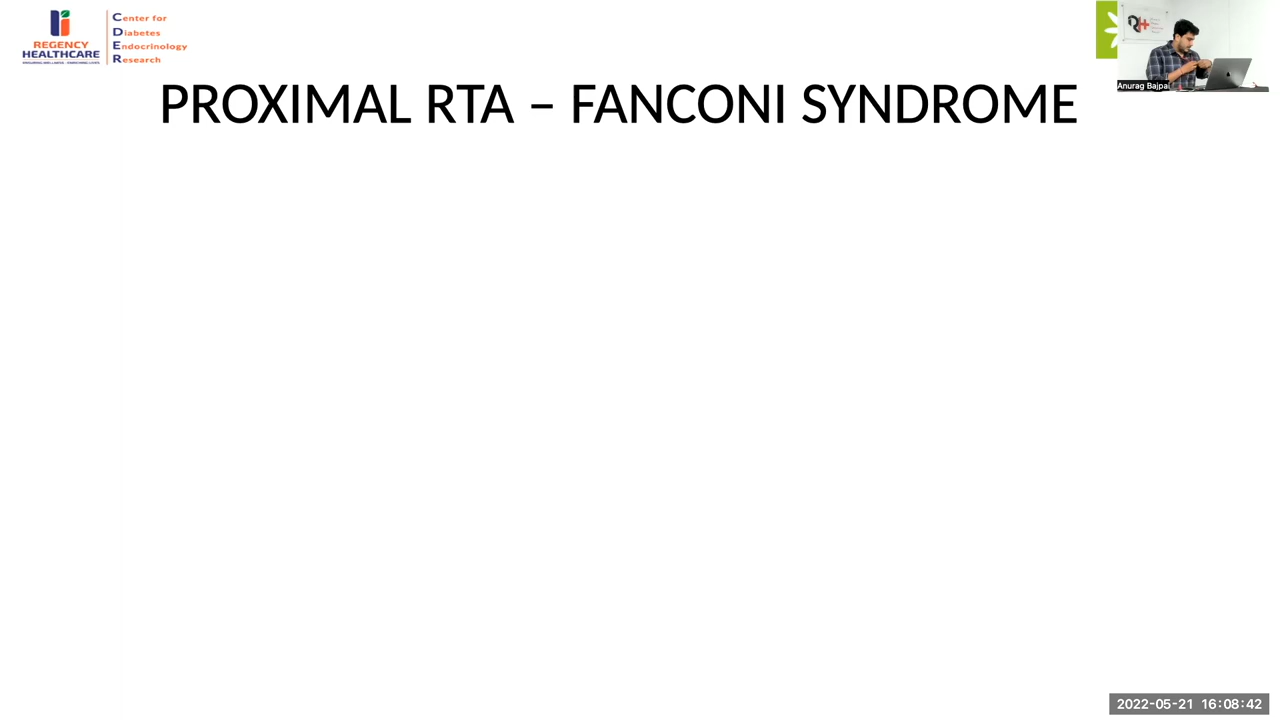 REGENCY
HEALTHCARE
Center for
Diabetes
Endocrinology
Research
PROXIMAL RTA – FANCONI SYNDROME
Anurag Bajpai
2022-05-21 16:08:42